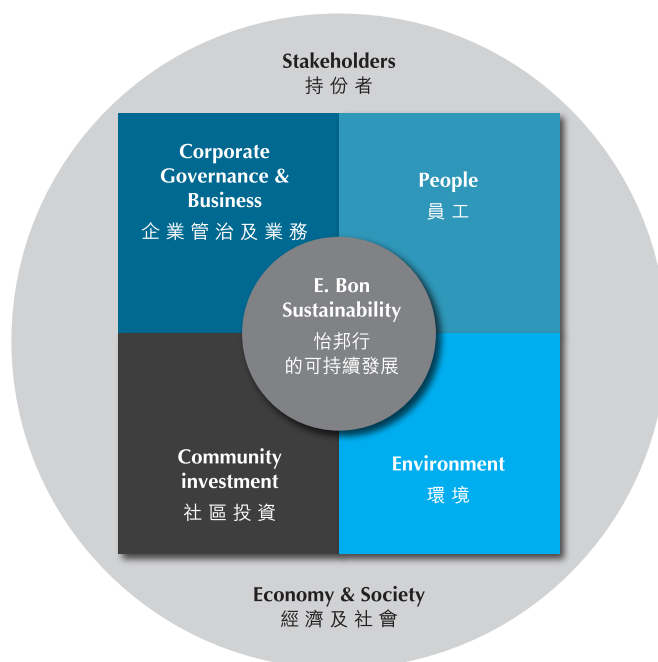 Stakeholders
持份者
Corporate
Governance &
Business
企業管治及業務
People
員工
E. Bon
Sustainability
怡邦行
的可持續發展
Community
investment
社區投資
Environment
環境
Economy & Society
經濟及社會